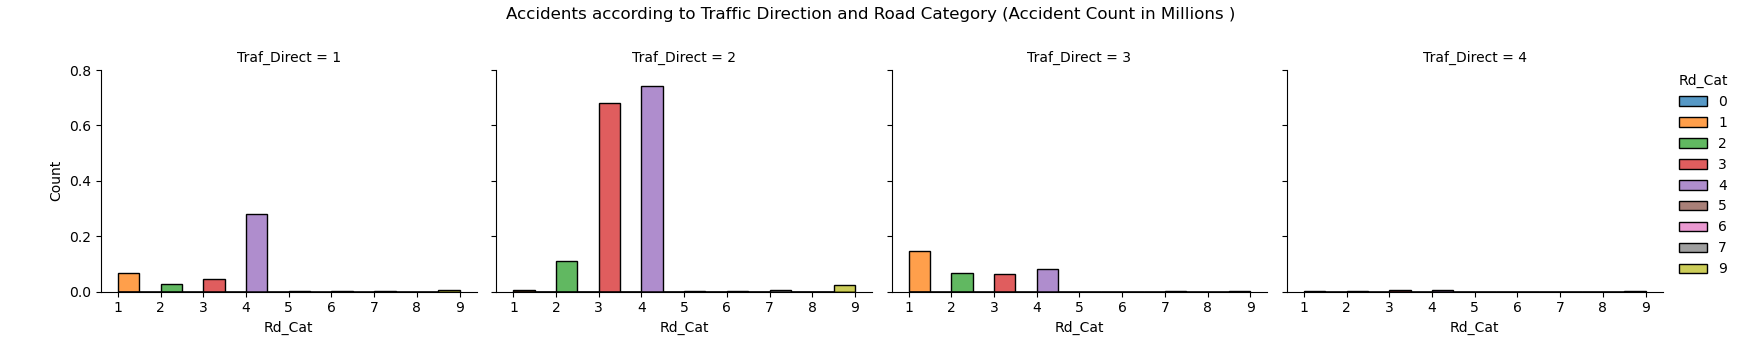 Accidents according to Traffic Direction and Road Category (Accident Count in Millions )
Traf_Direct = 1
Traf_Direct = 2
Traf_Direct = 3
Traf_Direct = 4
Count
0.8
0.6
0.4
0.2
0.0
1 2 3 4 5 6 7 8 9
Rd_Cat
1 2 3 4 5 6 7 8 9
Rd_Cat
1 2 3 4 5 6 7 8 9
Rd_Cat
1 2 3 4 5 6 7 8 9
Rd_Cat
Rd_Cat
0
1
2
3
4
5
6
7
9